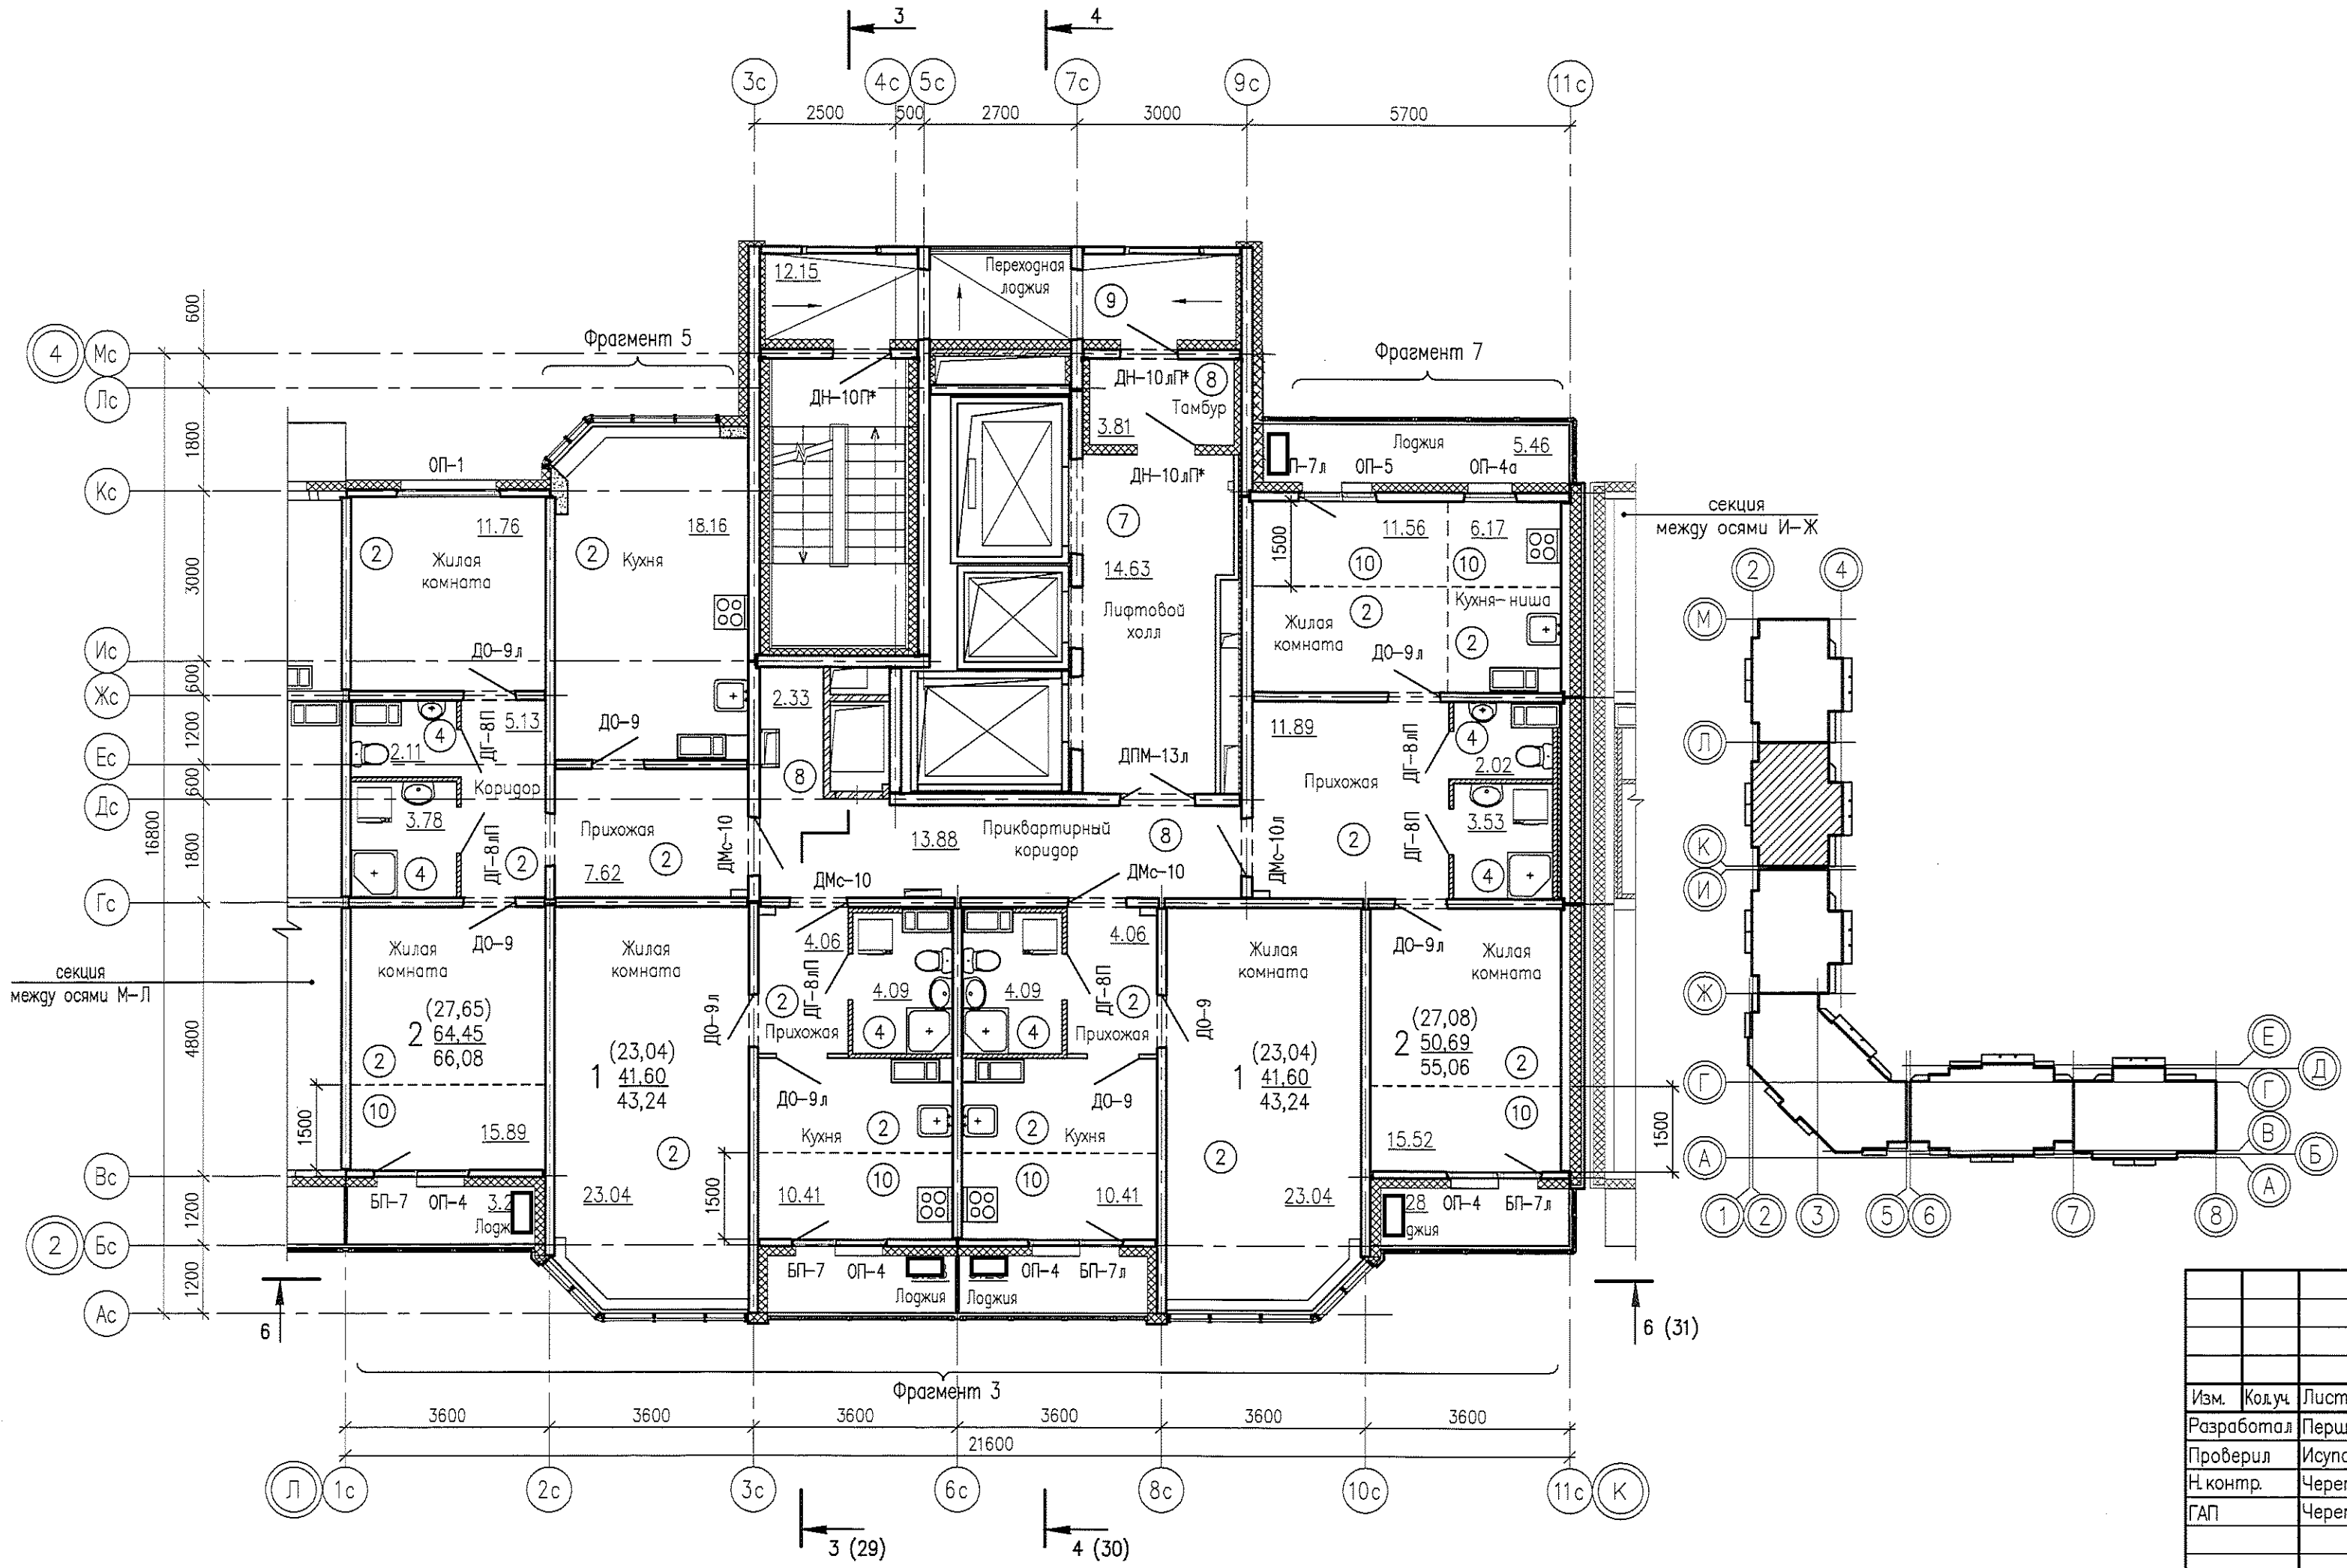 3
4
3с
4с
5с
7с
9с
11с
2500
500
2700
3000
5700
12.15
Переходная
лоджия
9
600
Фрагмент 5
4
Мс
Фрагмент 7
ДН-10П*
ДН-10лП*
8
Тамбур
Лс
3.81
1800
Лоджия
5.46
ОП-1
ДН-10лП*
П-7л
ОП-5
ОП-4а
Кс
секция
между осями И-Ж
11.76
18.16
7
11.56
6.17
1500
2
Жилая
комната
2
Кухня
3000
14.63
10
10
Лифтовой
холл
2
Кухня-ниша
Жилая
комната
2
2
4
М
Ис
ДО-9л
ДО-9л
600
Жс
2.33
5.13
11.89
1200
ДГ-8П
4
ДО-9
4
Л
2.11
ДПМ-13л
ДГ-8лП
2.02
Ес
8
Прихожая
600
Коридор
Дс
3.78
Прихожая
13.88
Приквартирный
коридор
8
3.53
16800
1800
ДГ-8лП
2
2
ДМс-10
ДМс-10л
2
ДГ-8П
К
4
7.62
ДМс-10
ДМс-10
4
И
Гс
ДО-9
4.06
4.06
ДО-9л
Жилая
комната
Жилая
комната
Жилая
комната
Жилая
комната
секция
между осями М-Л
4.09
4.09
Ж
2
ДГ-8лП
ДГ-8П
2
(27,65)
2
64,45
66,08
ДО-9л
Прихожая
4
4
Прихожая
ДО-9
(27,08)
2
50,69
55,06
4800
2
(23,04)
1
41,60
43,24
(23,04)
1
41,60
43,24
2
Е
Д
Г
Г
10
ДО-9л
ДО-9
10
1500
15.89
Кухня
2
2
Кухня
15.52
1500
2
2
В
Б
А
А
Вс
1500
10
10
БП-7
ОП-4
23.04
10.41
10.41
23.04
ОП-4
БП-7л
1200
3.2
Лодж
28
джия
1
2
3
5
6
7
8
2
Бс
БП-7
ОП-4
ОП-4
БП-7л
1200
Лоджия
Лоджия
Ас
6
6 (31)
Фрагмент 3
3600
3600
3600
3600
3600
3600
21600
Л
1с
2с
3с
6с
8с
10с
11с
К
3 (29)
4 (30)
Изм.
Кол.уч.
Лист
Разработал
Перш
Проверил
Исупо
Н.контр.
Череп
ГАП
Череп